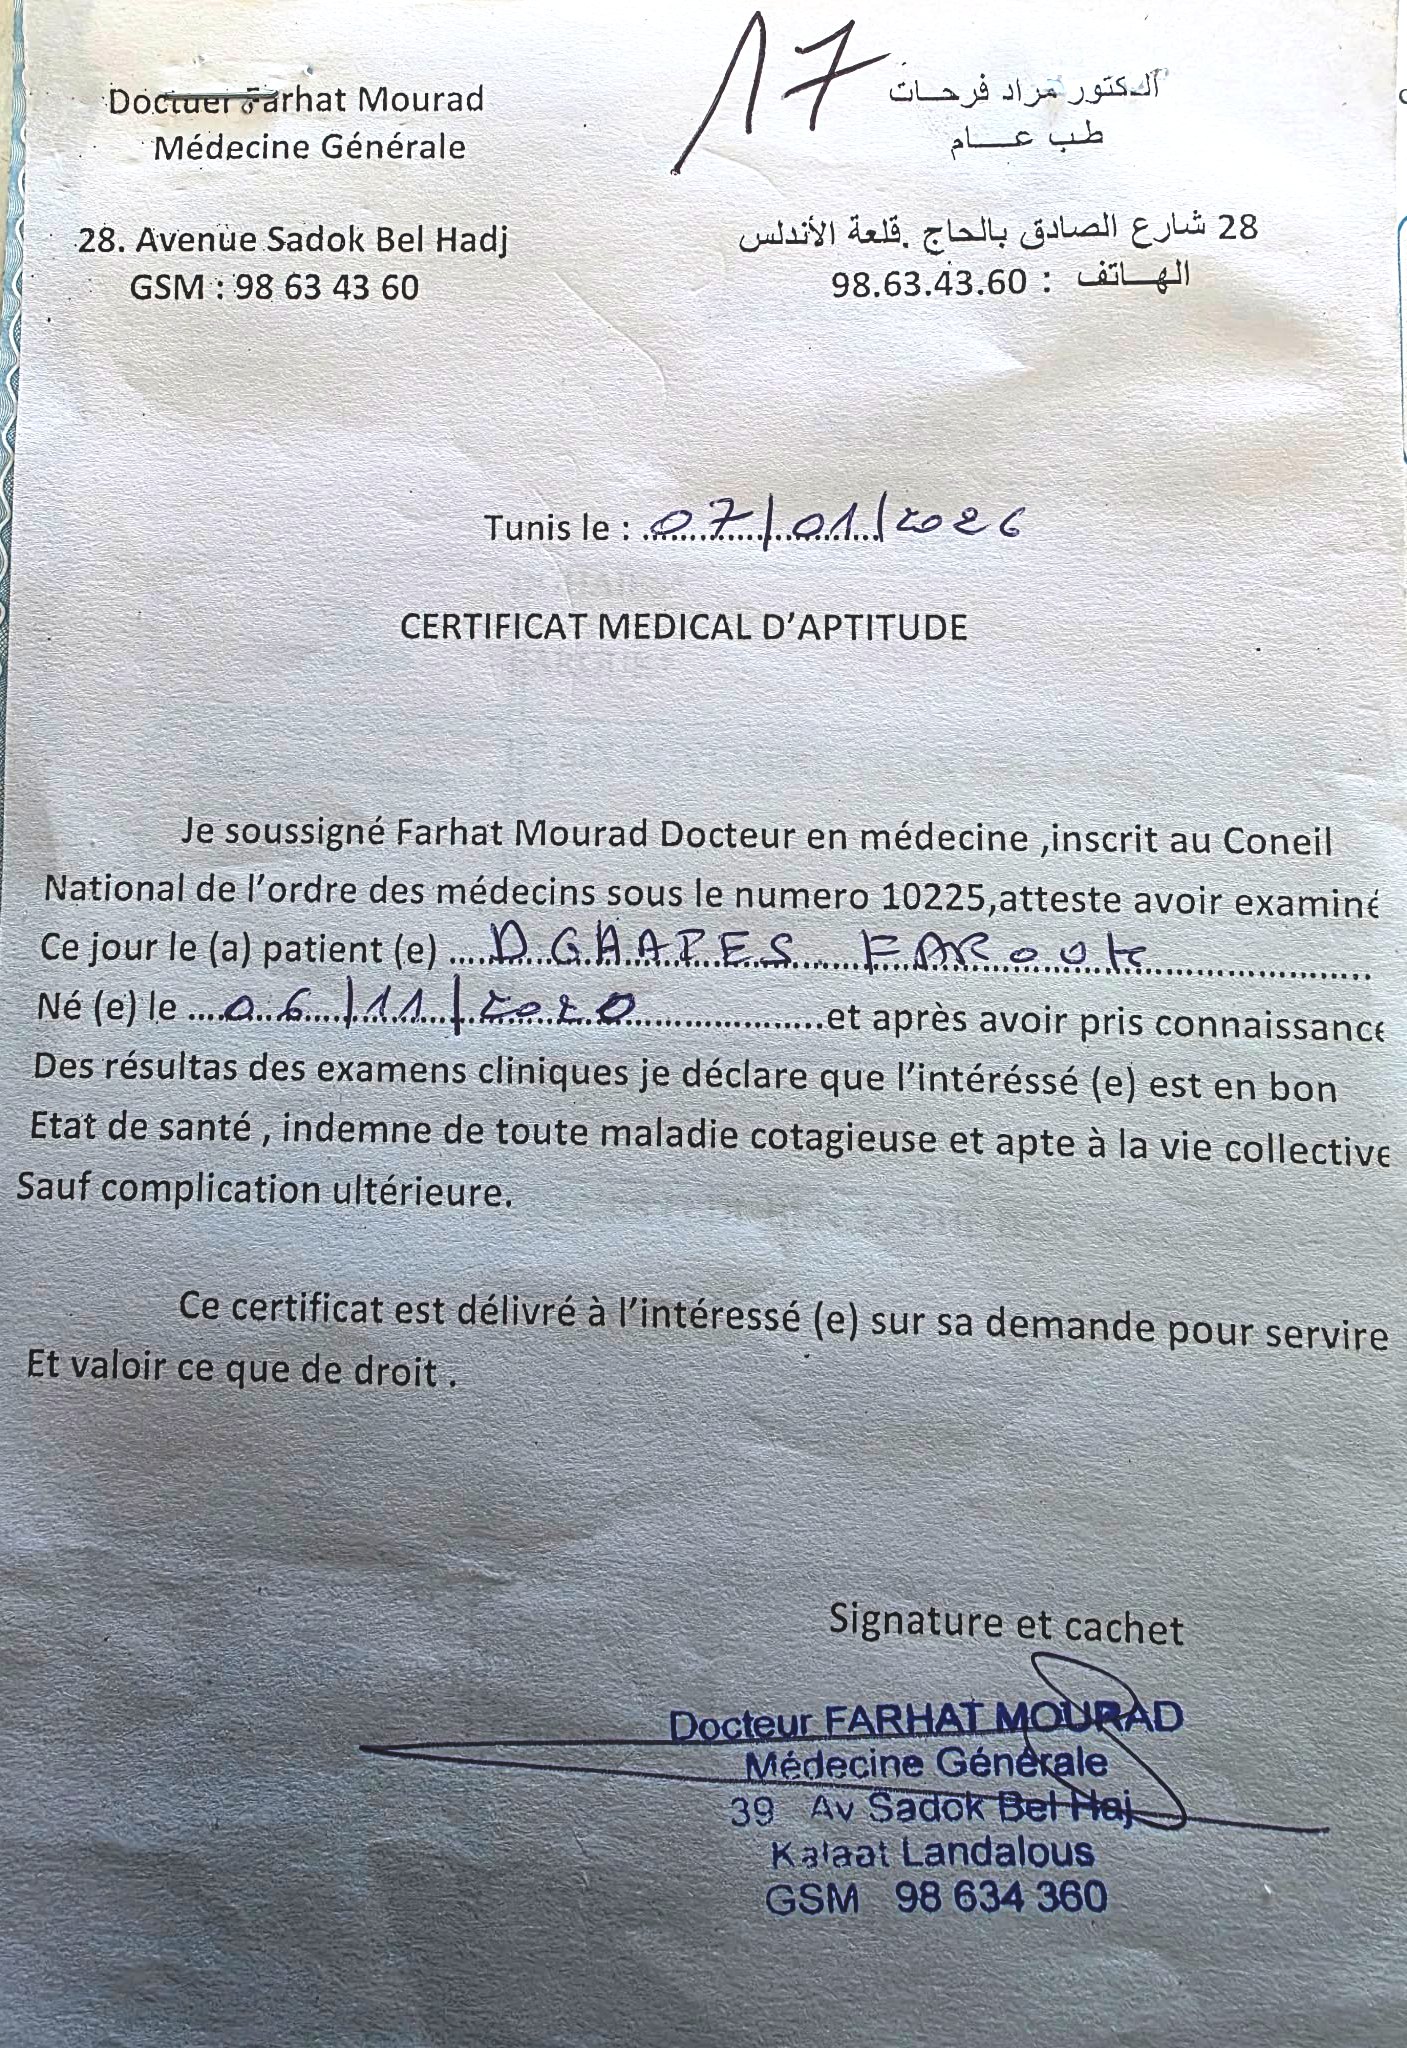 17
Doctuer Farhat Mourad
Médecine Générale
28. Avenue Sadok Bel Hadj
GSM : 98 63 43 60
الدكتور مراد فرحات
طب عام
28 شارع الصادق بالحاج .قلعة الأندلس
الهاتف : 98.63.43.60
Tunis le : 07/01/2026
CERTIFICAT MEDICAL D'APTITUDE
Je soussigné Farhat Mourad Docteur en médecine ,inscrit au Coneil
National de l'ordre des médecins sous le numero 10225,atteste avoir examiné
Ce jour le (a) patient (e) .... DGHAPES FAROUK
Né (e) le ....06/11/2020....et après avoir pris connaissance
Des résultas des examens cliniques je déclare que l'intéréssé (e) est en bon
Etat de santé , indemne de toute maladie cotagieuse et apte à la vie collective
Sauf complication ultérieure.
Ce certificat est délivré à l'intéressé (e) sur sa demande pour servire
Et valoir ce que de droit .
Signature et cachet
Docteur FARHAT MOURAD
Médecine Générale
39 Av Sadok Bel Haj
Kalaat Landalous
GSM 98 634 360